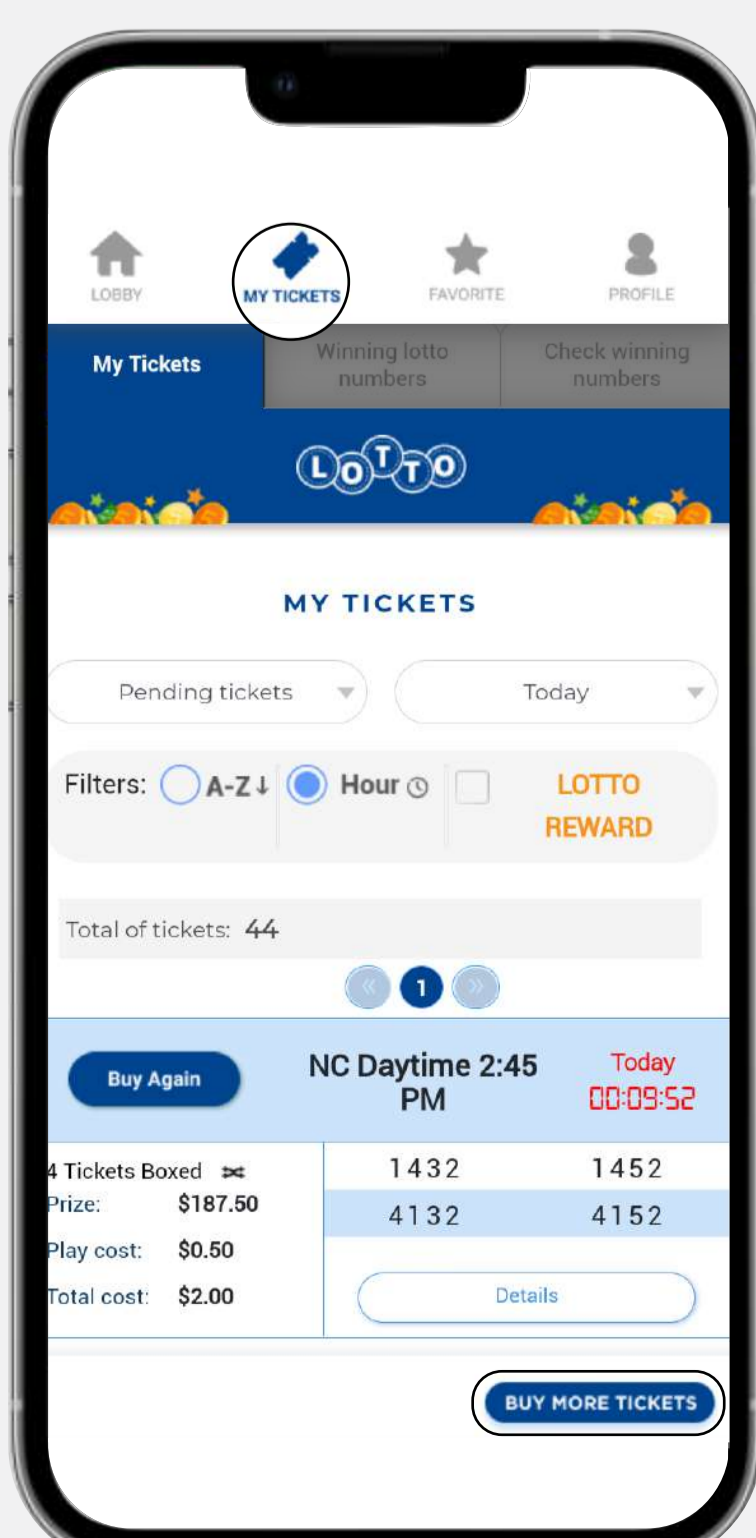 LOBBY
MY TICKETS
FAVORITE
PROFILE
My Tickets
Winning lotto
numbers
Check winning
numbers
LOTTO
MY TICKETS
Pending tickets
Today
Filters: A-Z↓ Hour LOTTO
REWARD
Total of tickets: 44
« 1 »
Buy Again
NC Daytime 2:45
PM
Today
00:09:52
4 Tickets Boxed
Prize: $187.50
Play cost: $0.50
Total cost: $2.00
1432 1452
4132 4152
Details
BUY MORE TICKETS